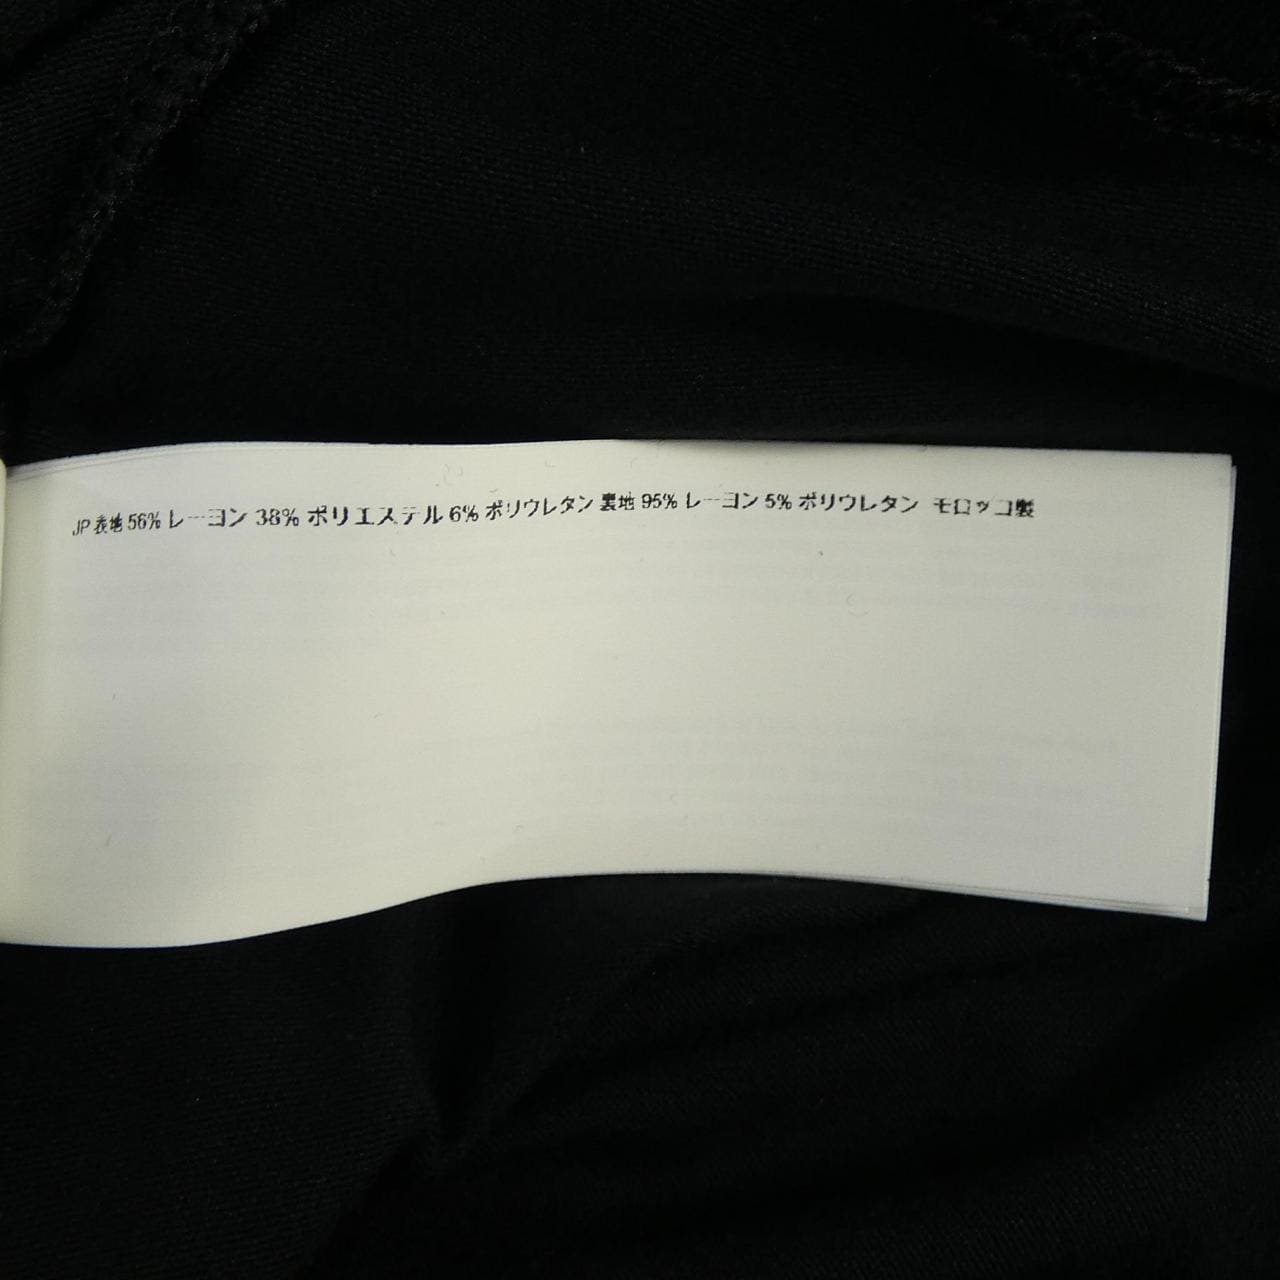 JP 表地 56% レーヨン 38% ポリエステル 6% ポリウレタン 裏地 95% レーヨン 5% ポリウレタン モロッコ製